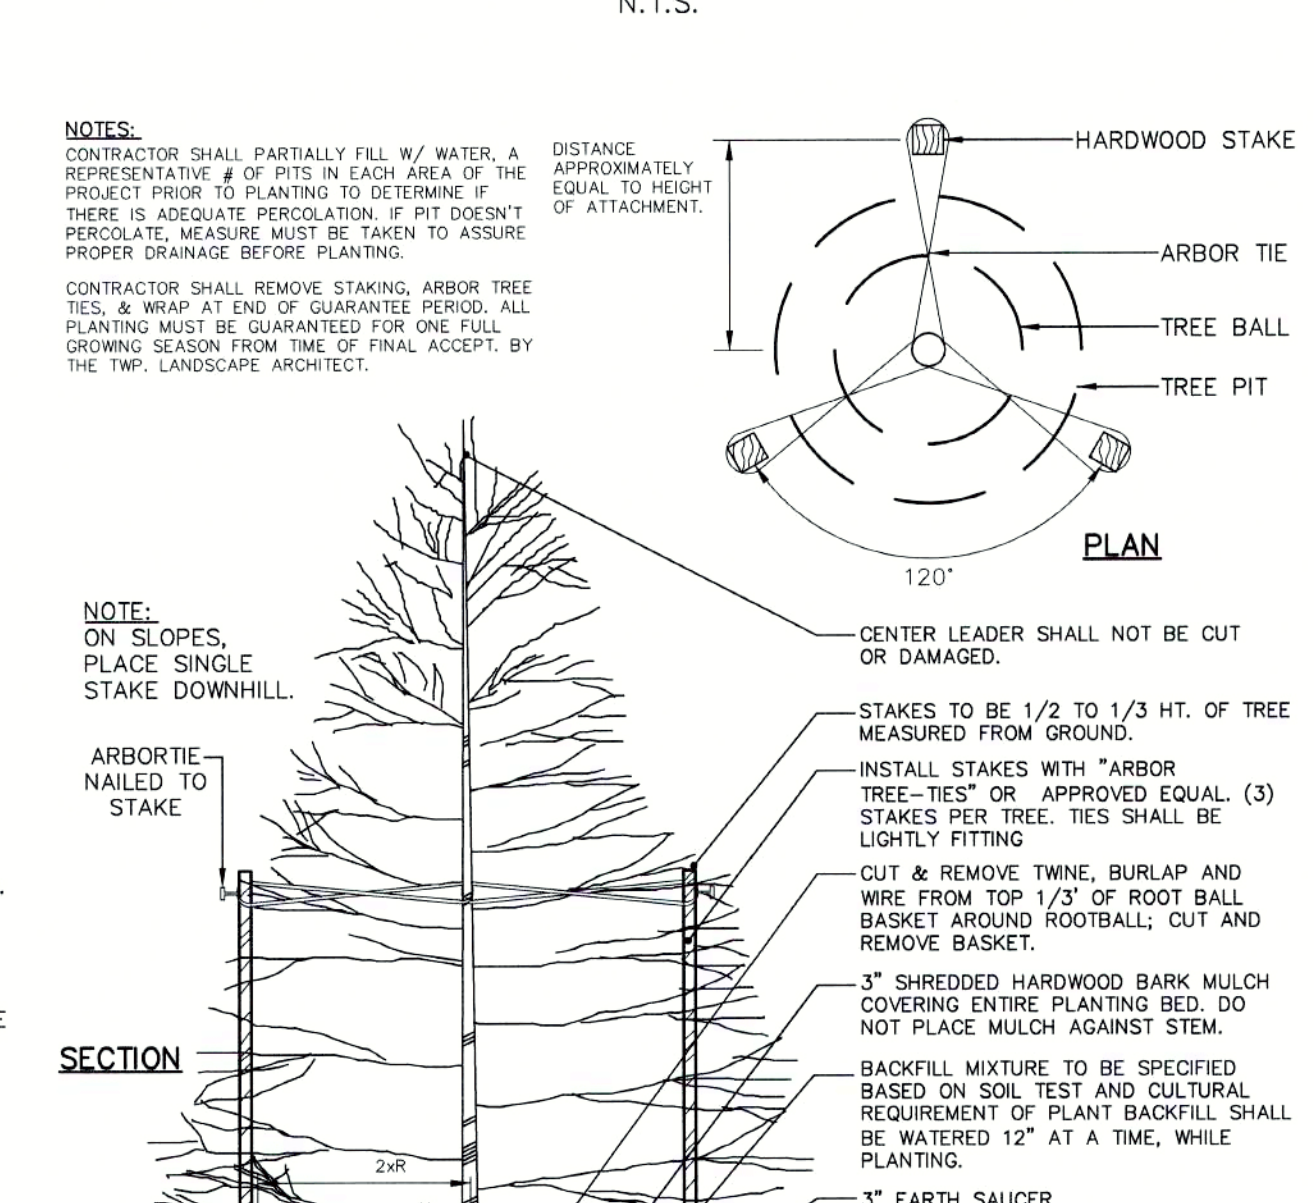 N.T.S.
NOTES:
CONTRACTOR SHALL PARTIALLY FILL W/ WATER, A
REPRESENTATIVE # OF PITS IN EACH AREA OF THE
PROJECT PRIOR TO PLANTING TO DETERMINE IF
THERE IS ADEQUATE PERCOLATION. IF PIT DOESN'T
PERCOLATE, MEASURE MUST BE TAKEN TO ASSURE
PROPER DRAINAGE BEFORE PLANTING.
CONTRACTOR SHALL REMOVE STAKING, ARBOR TREE
TIES, & WRAP AT END OF GUARANTEE PERIOD. ALL
PLANTING MUST BE GUARANTEED FOR ONE FULL
GROWING SEASON FROM TIME OF FINAL ACCEPT. BY
THE TWP. LANDSCAPE ARCHITECT.
DISTANCE
APPROXIMATELY
EQUAL TO HEIGHT
OF ATTACHMENT.
HARDWOOD STAKE
ARBOR TIE
TREE BALL
TREE PIT
PLAN
120°
NOTE:
ON SLOPES,
PLACE SINGLE
STAKE DOWNHILL.
ARBORTIE
NAILED TO
STAKE
SECTION
2xR
CENTER LEADER SHALL NOT BE CUT
OR DAMAGED.
STAKES TO BE 1/2 TO 1/3 HT. OF TREE
MEASURED FROM GROUND.
INSTALL STAKES WITH "ARBOR
TREE-TIES" OR APPROVED EQUAL. (3)
STAKES PER TREE. TIES SHALL BE
LIGHTLY FITTING
CUT & REMOVE TWINE, BURLAP AND
WIRE FROM TOP 1/3' OF ROOT BALL
BASKET AROUND ROOTBALL; CUT AND
REMOVE BASKET.
3" SHREDDED HARDWOOD BARK MULCH
COVERING ENTIRE PLANTING BED. DO
NOT PLACE MULCH AGAINST STEM.
BACKFILL MIXTURE TO BE SPECIFIED
BASED ON SOIL TEST AND CULTURAL
REQUIREMENT OF PLANT BACKFILL SHALL
BE WATERED 12" AT A TIME, WHILE
PLANTING.
3" EARTH SAUCER